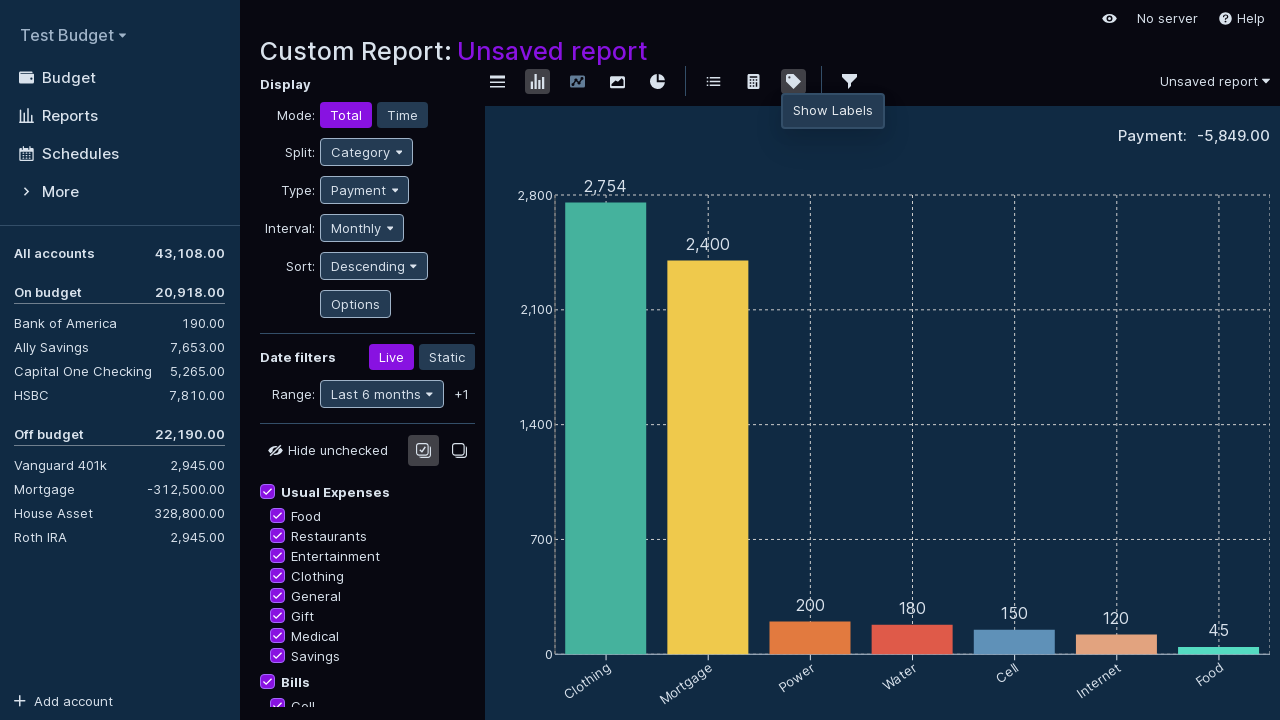 Test Budget
Budget
Reports
Schedules
More
All accounts 43,108.00
On budget 20,918.00
Bank of America 190.00
Ally Savings 7,653.00
Capital One Checking 5,265.00
HSBC 7,810.00
Off budget 22,190.00
Vanguard 401k 2,945.00
Mortgage -312,500.00
House Asset 328,800.00
Roth IRA 2,945.00
Add account
No server
Help
Custom Report: Unsaved report
Display
Mode: Total Time
Split: Category
Type: Payment
Interval: Monthly
Sort: Descending
Options
Date filters Live Static
Range: Last 6 months +1
Hide unchecked
Usual Expenses
Food
Restaurants
Entertainment
Clothing
General
Gift
Medical
Savings
Bills
Cell
Unsaved report
Show Labels
Payment: -5,849.00
2,800
2,100
1,400
700
0
2,754
2,400
200
180
150
120
45
Clothing
Mortgage
Power
Water
Cell
Internet
Food